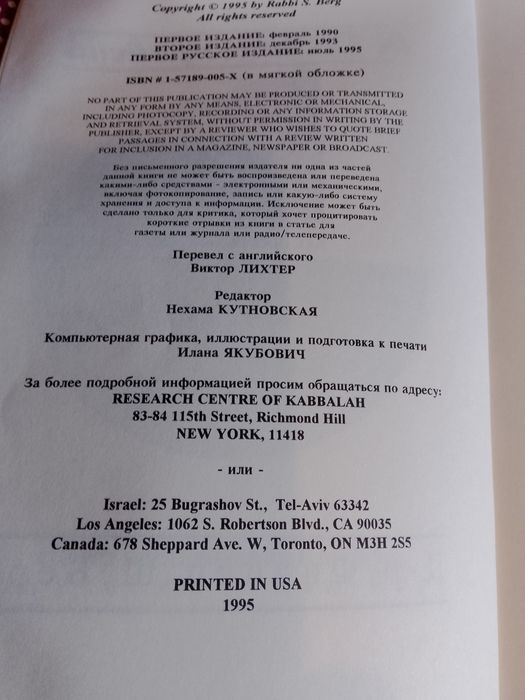 Copyright © 1995 by Rabbi S. Berg
All rights reserved
ПЕРВОЕ ИЗДАНИЕ: февраль 1990
ВТОРОЕ ИЗДАНИЕ: декабрь 1993
ПЕРВОЕ РУССКОЕ ИЗДАНИЕ: июль 1995
ISBN # 1-57189-005-X (в мягкой обложке)
NO PART OF THIS PUBLICATION MAY BE PRODUCED OR TRANSMITTED
IN ANY FORM BY ANY MEANS, ELECTRONIC OR MECHANICAL,
INCLUDING PHOTOCOPY, RECORDING OR ANY INFORMATION STORAGE
AND RETRIEVAL SYSTEM, WITHOUT PERMISSION IN WRITING BY THE
PUBLISHER, EXCEPT BY A REVIEWER WHO WISHES TO QUOTE BRIEF
PASSAGES IN CONNECTION WITH A REVIEW WRITTEN
FOR INCLUSION IN A MAGAZINE, NEWSPAPER OR BROADCAST.
Без письменного разрешения издателя ни одна из частей
данной книги не может быть воспроизведена или переведена
какими-либо средствами - электронными или механическими,
включая фотокопирование, запись или какую-либо систему
хранения и доступа к информации. Исключение может быть
сделано только для критика, который хочет процитировать
короткие отрывки из книги в статье для
газеты или журнала или радио/телепередаче.
Перевел с английского
Виктор ЛИХТЕР
Редактор
Нехама КУТНОВСКАЯ
Компьютерная графика, иллюстрации и подготовка к печати
Илана ЯКУБОВИЧ
За более подробной информацией просим обращаться по адресу:
RESEARCH CENTRE OF KABBALAH
83-84 115th Street, Richmond Hill
NEW YORK, 11418
- или -
Israel: 25 Bugrashov St., Tel-Aviv 63342
Los Angeles: 1062 S. Robertson Blvd., CA 90035
Canada: 678 Sheppard Ave. W, Toronto, ON M3H 2S5
PRINTED IN USA
1995